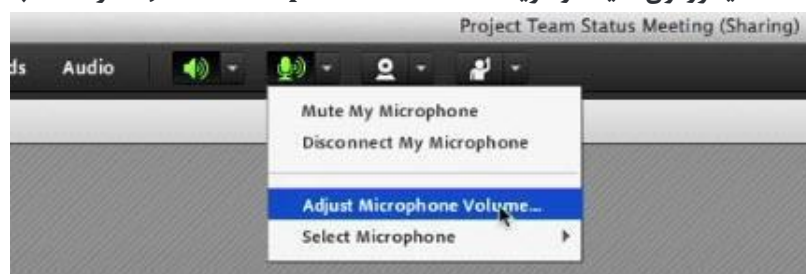 Project Team Status Meeting (Sharing)
ds Audio
Mute My Microphone
Disconnect My Microphone
Adjust Microphone Volume...
Select Microphone